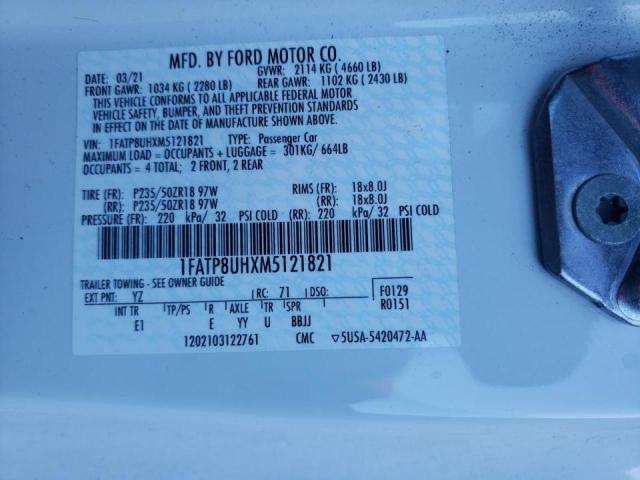 MFD. BY FORD MOTOR CO.
DATE: 03/21 GVWR: 2114 KG ( 4660 LB)
FRONT GAWR: 1034 KG ( 2280 LB) REAR GAWR: 1102 KG ( 2430 LB)
THIS VEHICLE CONFORMS TO ALL APPLICABLE FEDERAL MOTOR
VEHICLE SAFETY, BUMPER, AND THEFT PREVENTION STANDARDS
IN EFFECT ON THE DATE OF MANUFACTURE SHOWN ABOVE.
VIN: 1FATP8UHXM5121821 TYPE: Passenger Car
MAXIMUM LOAD = OCCUPANTS + LUGGAGE = 301KG/ 664LB
OCCUPANTS = 4 TOTAL; 2 FRONT, 2 REAR
TIRE (FR): P235/50ZR18 97W RIMS (FR): 18x8.0J
(RR): P235/50ZR18 97W (RR): 18x8.0J
PRESSURE (FR): 220 kPa/ 32 PSI COLD (RR): 220 kPa/ 32 PSI COLD
1FATP8UHXM5121821
TRAILER TOWING - SEE OWNER GUIDE
EXT PNT: YZ RC: 71 DSO: F0129
INT TR TP/PS R AXLE TR SPR R0151
E1 E YY U BBJJ
1202103122761 CMC ▽5U5A-5420472-AA